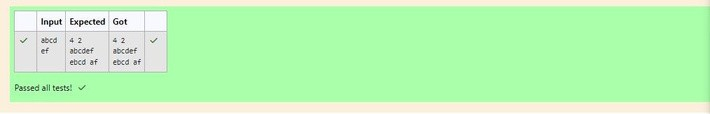 Input Expected Got
abcd 4 2 4 2
ef abcdef abcdef
ebcd af ebcd af
Passed all tests!